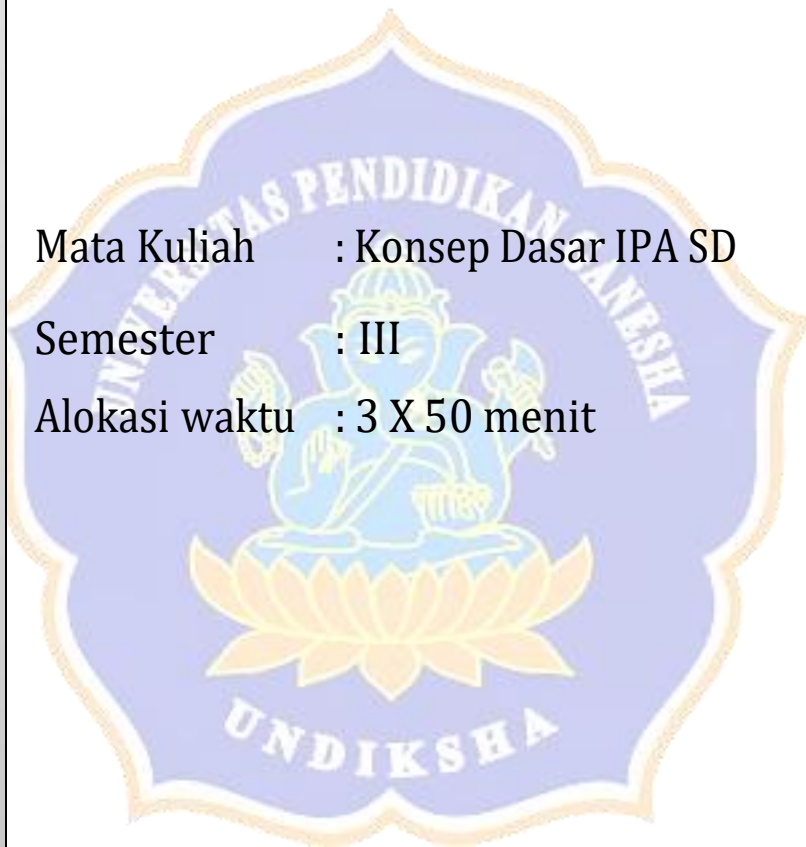 UNIVERSITAS PENDIDIKAN GANESHA
Mata Kuliah : Konsep Dasar IPA SD
Semester : III
Alokasi waktu : 3 X 50 menit
UNDIKSHA